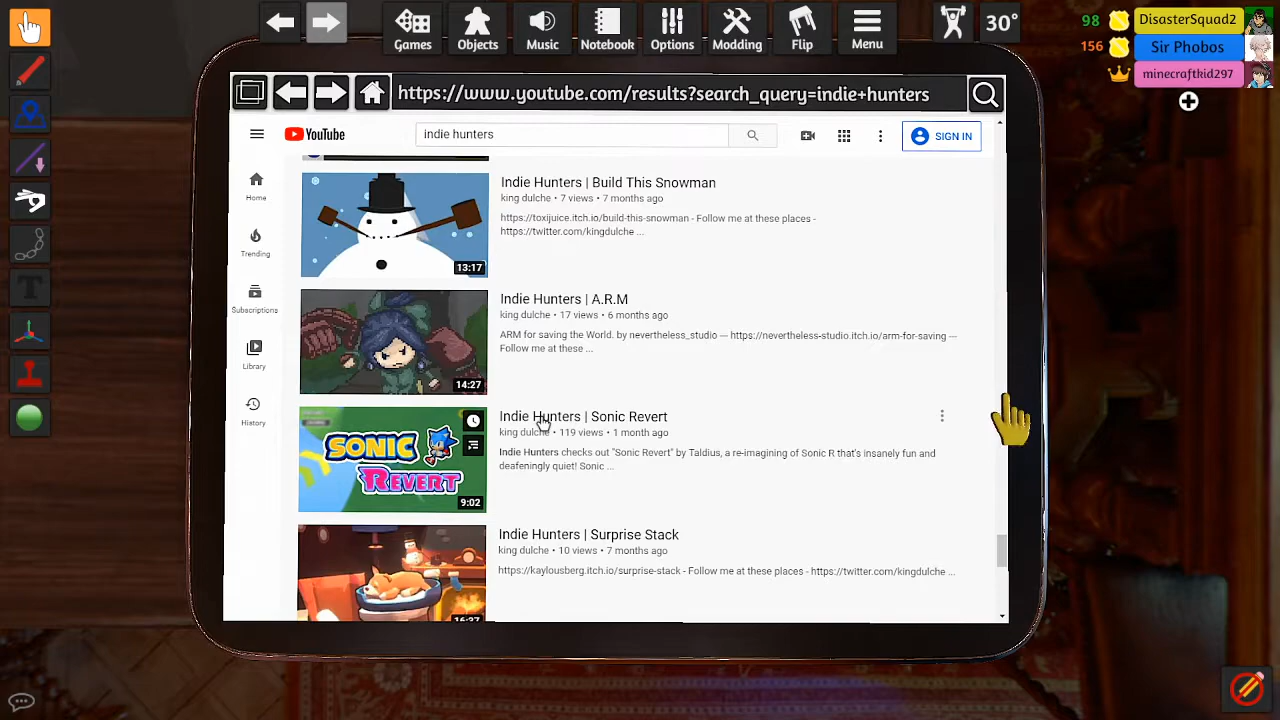 Games
Objects
Music
Notebook
Options
Modding
Flip
Menu
30°
98
DisasterSquad2
156
Sir Phobos
minecraftkid297
https://www.youtube.com/results?search_query=indie+hunters
YouTube
indie hunters
SIGN IN
Home
Trending
Subscriptions
Library
History
Indie Hunters | Build This Snowman
king dulche • 7 views • 7 months ago
https://toxijuice.itch.io/build-this-snowman - Follow me at these places -
https://twitter.com/kingdulche ...
13:17
Indie Hunters | A.R.M
king dulche • 17 views • 6 months ago
ARM for saving the World. by nevertheless_studio --- https://nevertheless-studio.itch.io/arm-for-saving ---
Follow me at these ...
14:27
Indie Hunters | Sonic Revert
king dulche • 119 views • 1 month ago
Indie Hunters checks out "Sonic Revert" by Taldius, a re-imagining of Sonic R that's insanely fun and
deafeningly quiet! Sonic ...
SONIC
REVERT
9:02
Indie Hunters | Surprise Stack
king dulche • 10 views • 7 months ago
https://kaylousberg.itch.io/surprise-stack - Follow me at these places - https://twitter.com/kingdulche ...
16:37
T